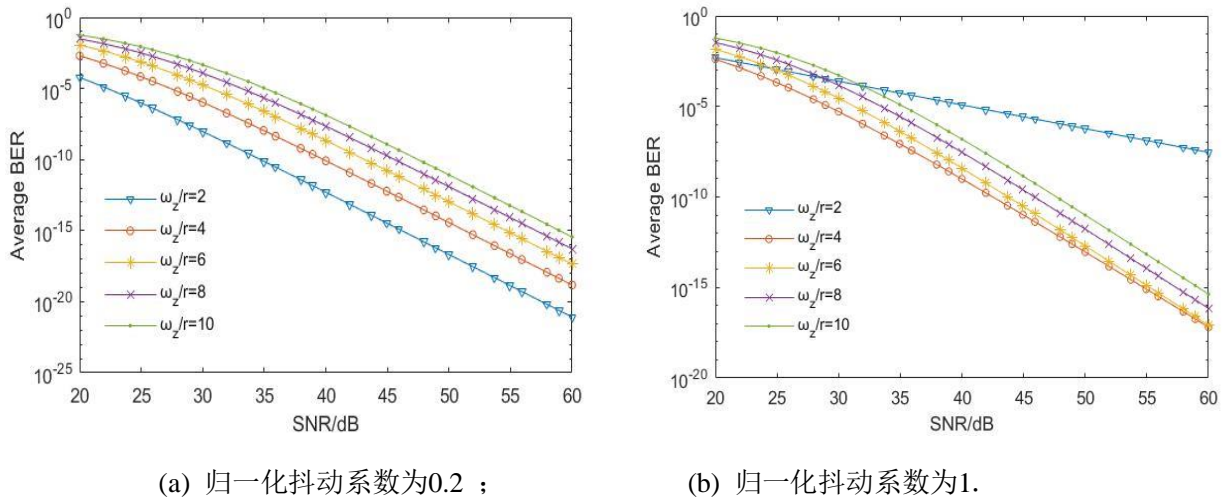 10^0
10^-5
10^-10
10^-15
10^-20
10^-25
Average BER
ω_z/r=2
ω_z/r=4
ω_z/r=6
ω_z/r=8
ω_z/r=10
20 25 30 35 40 45 50 55 60
SNR/dB
(a) 归一化抖动系数为0.2 ；
10^0
10^-5
10^-10
10^-15
10^-20
Average BER
ω_z/r=2
ω_z/r=4
ω_z/r=6
ω_z/r=8
ω_z/r=10
20 25 30 35 40 45 50 55 60
SNR/dB
(b) 归一化抖动系数为1.